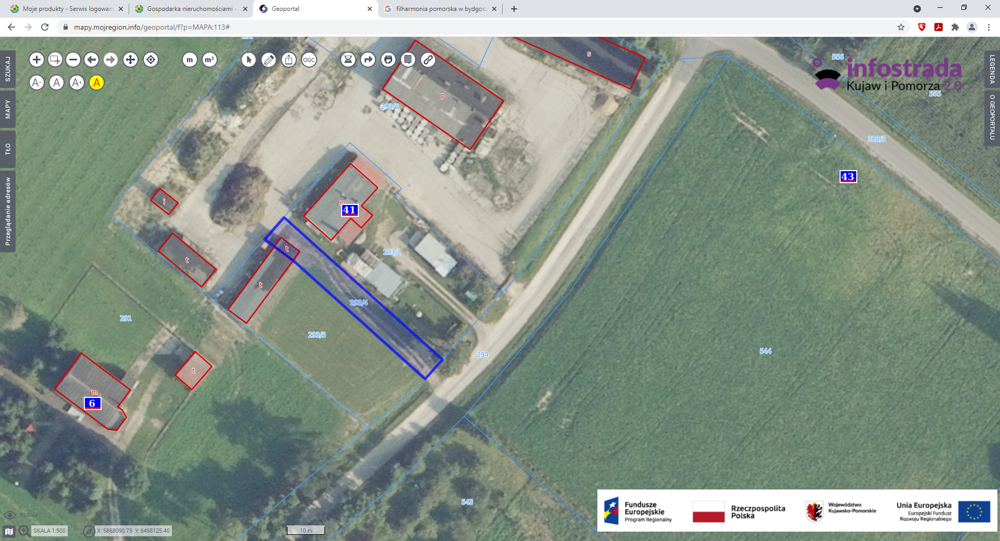 Moje produkty - Serwis logowani
Gospodarka nieruchomościami -
Geoportal
filharmonia pomorska w bydgosz
mapy.mojregion.info/geoportal/f?p=MAPA:113#
m
m²
OGC
A-
A
A+
A
SZUKAJ
MAPY
TŁO
Przeglądanie adresów
LEGENDA
O GEOPORTALU
infostrada
Kujaw i Pomorza 2.0
292
s
556
555
p
293/6
328/3
43
i
m
41
t
t
293/1
t
293/4
291
293/5
294
544
t
m
6
543
392044
SKALA 1:500
X: 5868090.75 Y: 6468125.40
10 m
Fundusze
Europejskie
Program Regionalny
Rzeczpospolita
Polska
Województwo
Kujawsko-Pomorskie
Unia Europejska
Europejski Fundusz
Rozwoju Regionalnego